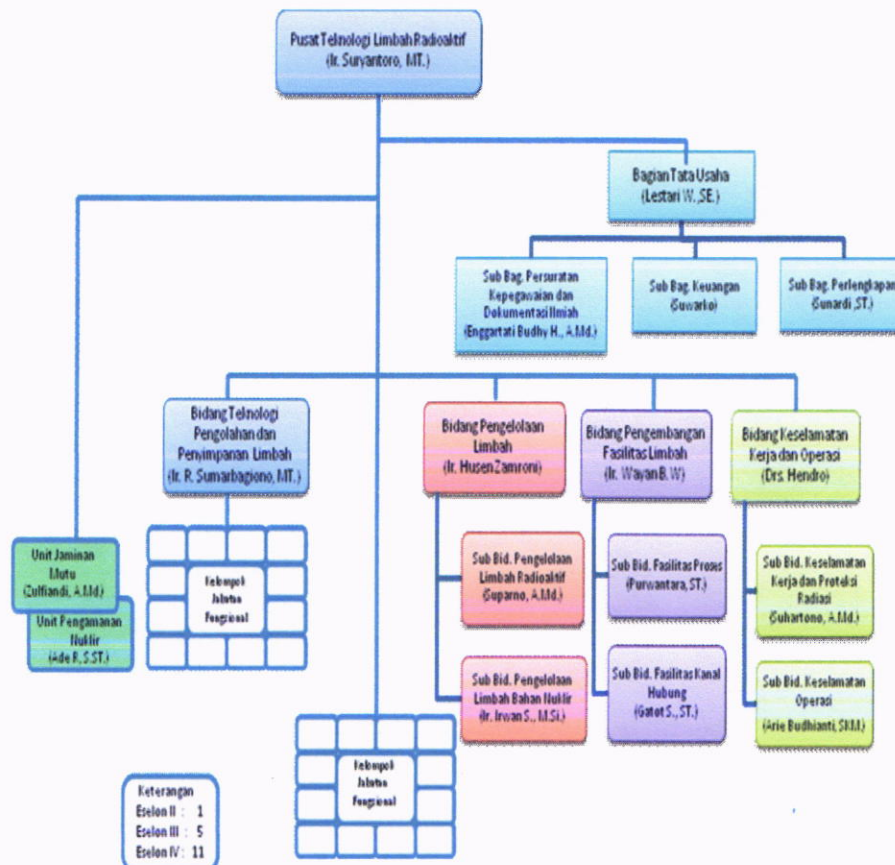 Pusat Teknologi Limbah Radioaktif
(Ir. Suryantoro, MT.)
Bagian Tata Usaha
(Lestari W.,SE.)
Sub Bag. Persuratan
Kepegawaian dan
Dokumentasi Ilmiah
(Enggartati Budhy H., A.Md.)
Sub Bag. Keuangan
(Suwarko)
Sub Bag. Perlengkapan
(Sunardi ,ST.)
Bidang Teknologi
Pengolahan dan
Penyimpanan Limbah
(Ir. R. Sumarbagiono, MT.)
Bidang Pengelolaan
Limbah
(Ir. Husen Zamroni)
Bidang Pengembangan
Fasilitas Limbah
(Ir. Wayan B. W)
Bidang Keselamatan
Kerja dan Operasi
(Drs. Hendro)
Unit Jaminan
Mutu
(Zulfiandi, A.Md.)
Unit Pengamanan
Nuklir
(Ade P, S.ST.)
Kelompok
Jabatan
Fungsional
Sub Bid. Pengelolaan
Limbah Radioaktif
(Suparno, A.Md.)
Sub Bid. Fasilitas Proses
(Purwantara, ST.)
Sub Bid. Keselamatan
Kerja dan Proteksi
Radiasi
(Suhartono, A.Md.)
Sub Bid. Pengelolaan
Limbah Bahan Nuklir
(Ir. Irwan S., M.Si.)
Sub Bid. Fasilitas Kanal
Hubung
(Gatot S., ST.)
Sub Bid. Keselamatan
Operasi
(Arie Budhianti, SKM.)
Kelompok
Jabatan
Fungsional
Keterangan
Eselon II : 1
Eselon III : 5
Eselon IV : 11